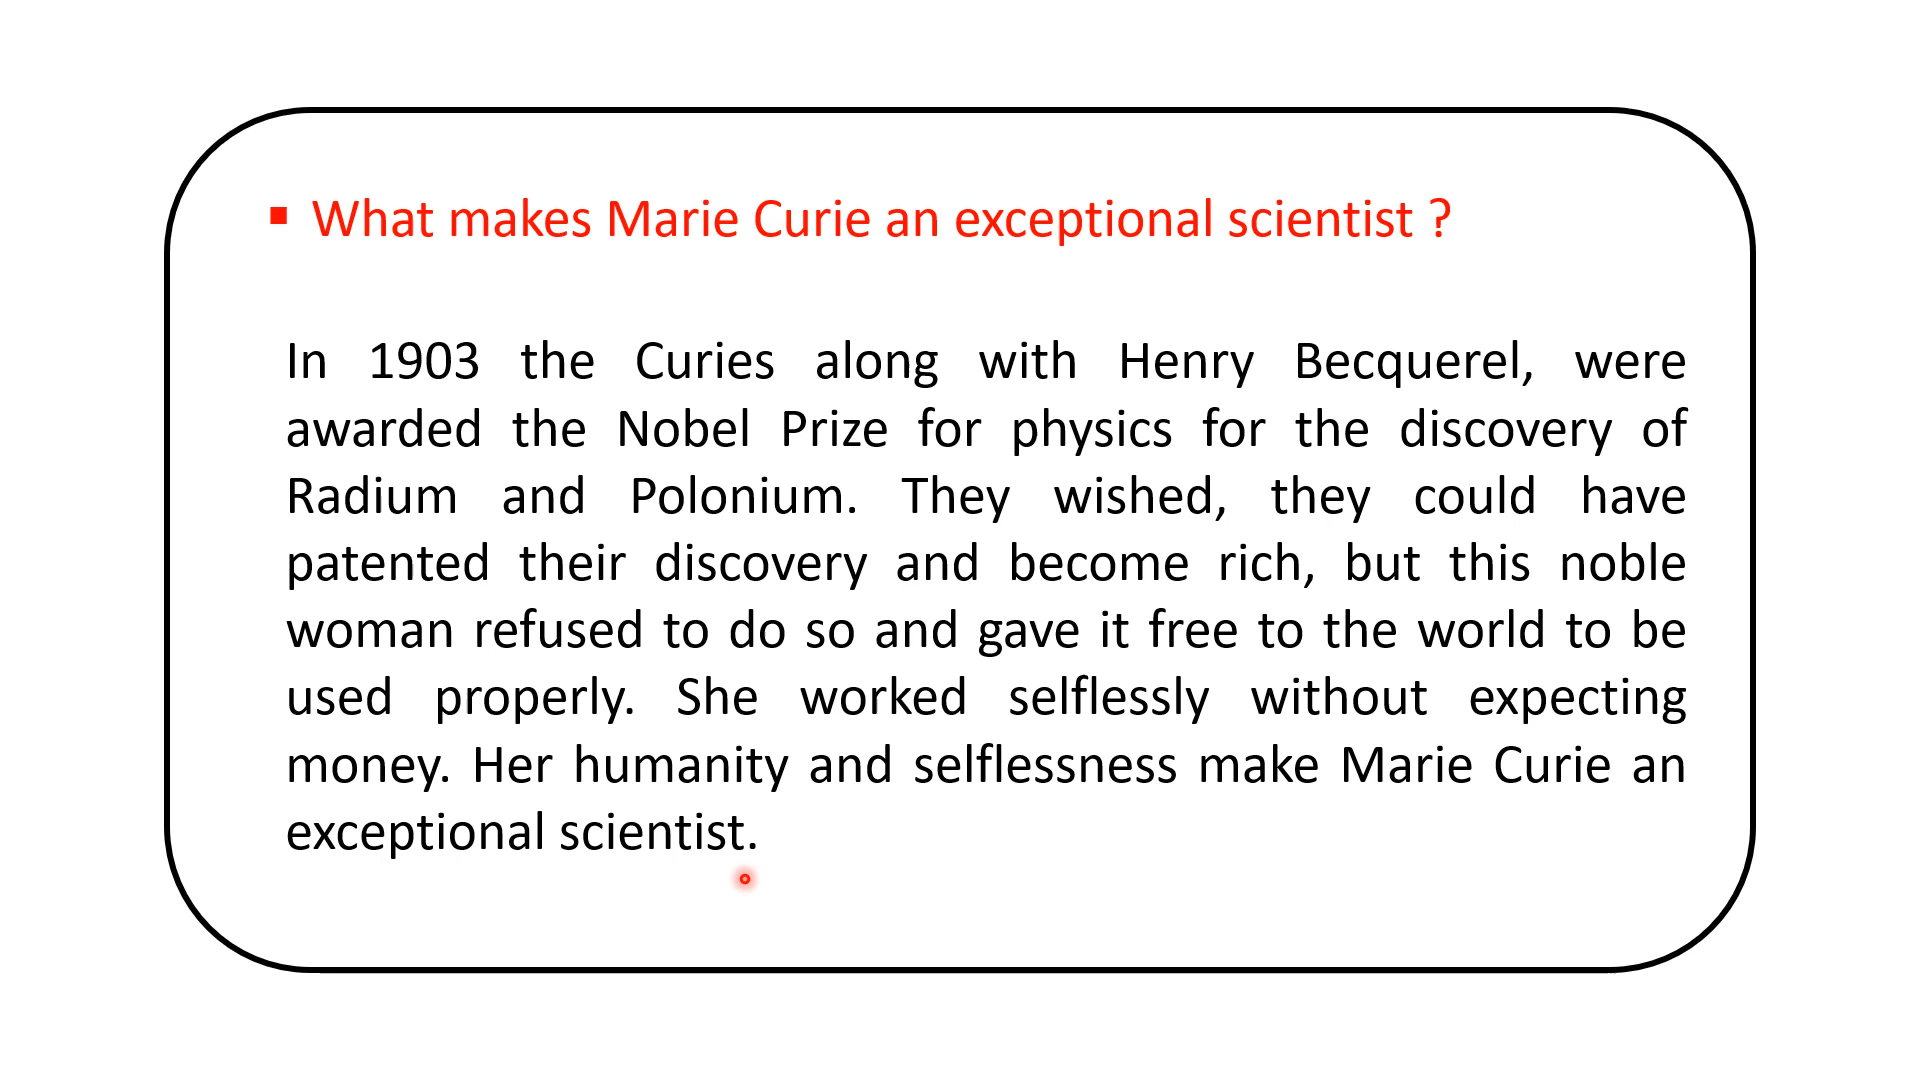 ▪ What makes Marie Curie an exceptional scientist ?
In 1903 the Curies along with Henry Becquerel, were
awarded the Nobel Prize for physics for the discovery of
Radium and Polonium. They wished, they could have
patented their discovery and become rich, but this noble
woman refused to do so and gave it free to the world to be
used properly. She worked selflessly without expecting
money. Her humanity and selflessness make Marie Curie an
exceptional scientist.